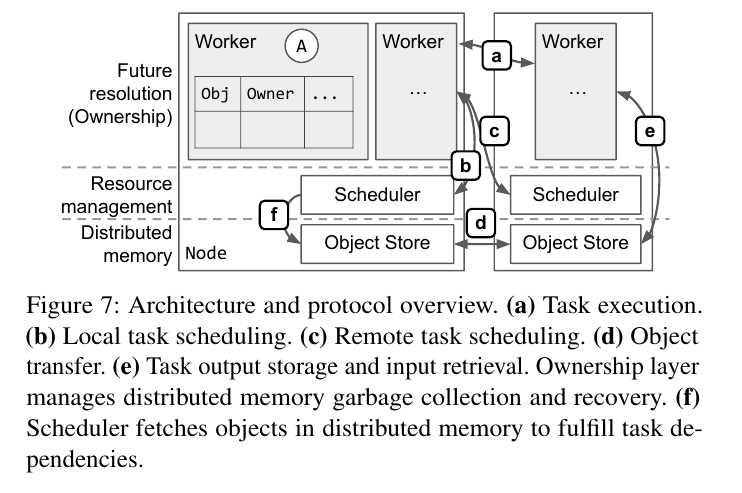 Worker A Worker Worker
a
Future
resolution
(Ownership)
Obj Owner ...
... ...
c e
b
Resource
management
Scheduler Scheduler
f d
Distributed
memory
Node
Object Store Object Store
Figure 7: Architecture and protocol overview. (a) Task execution.
(b) Local task scheduling. (c) Remote task scheduling. (d) Object
transfer. (e) Task output storage and input retrieval. Ownership layer
manages distributed memory garbage collection and recovery. (f)
Scheduler fetches objects in distributed memory to fulfill task de-
pendencies.